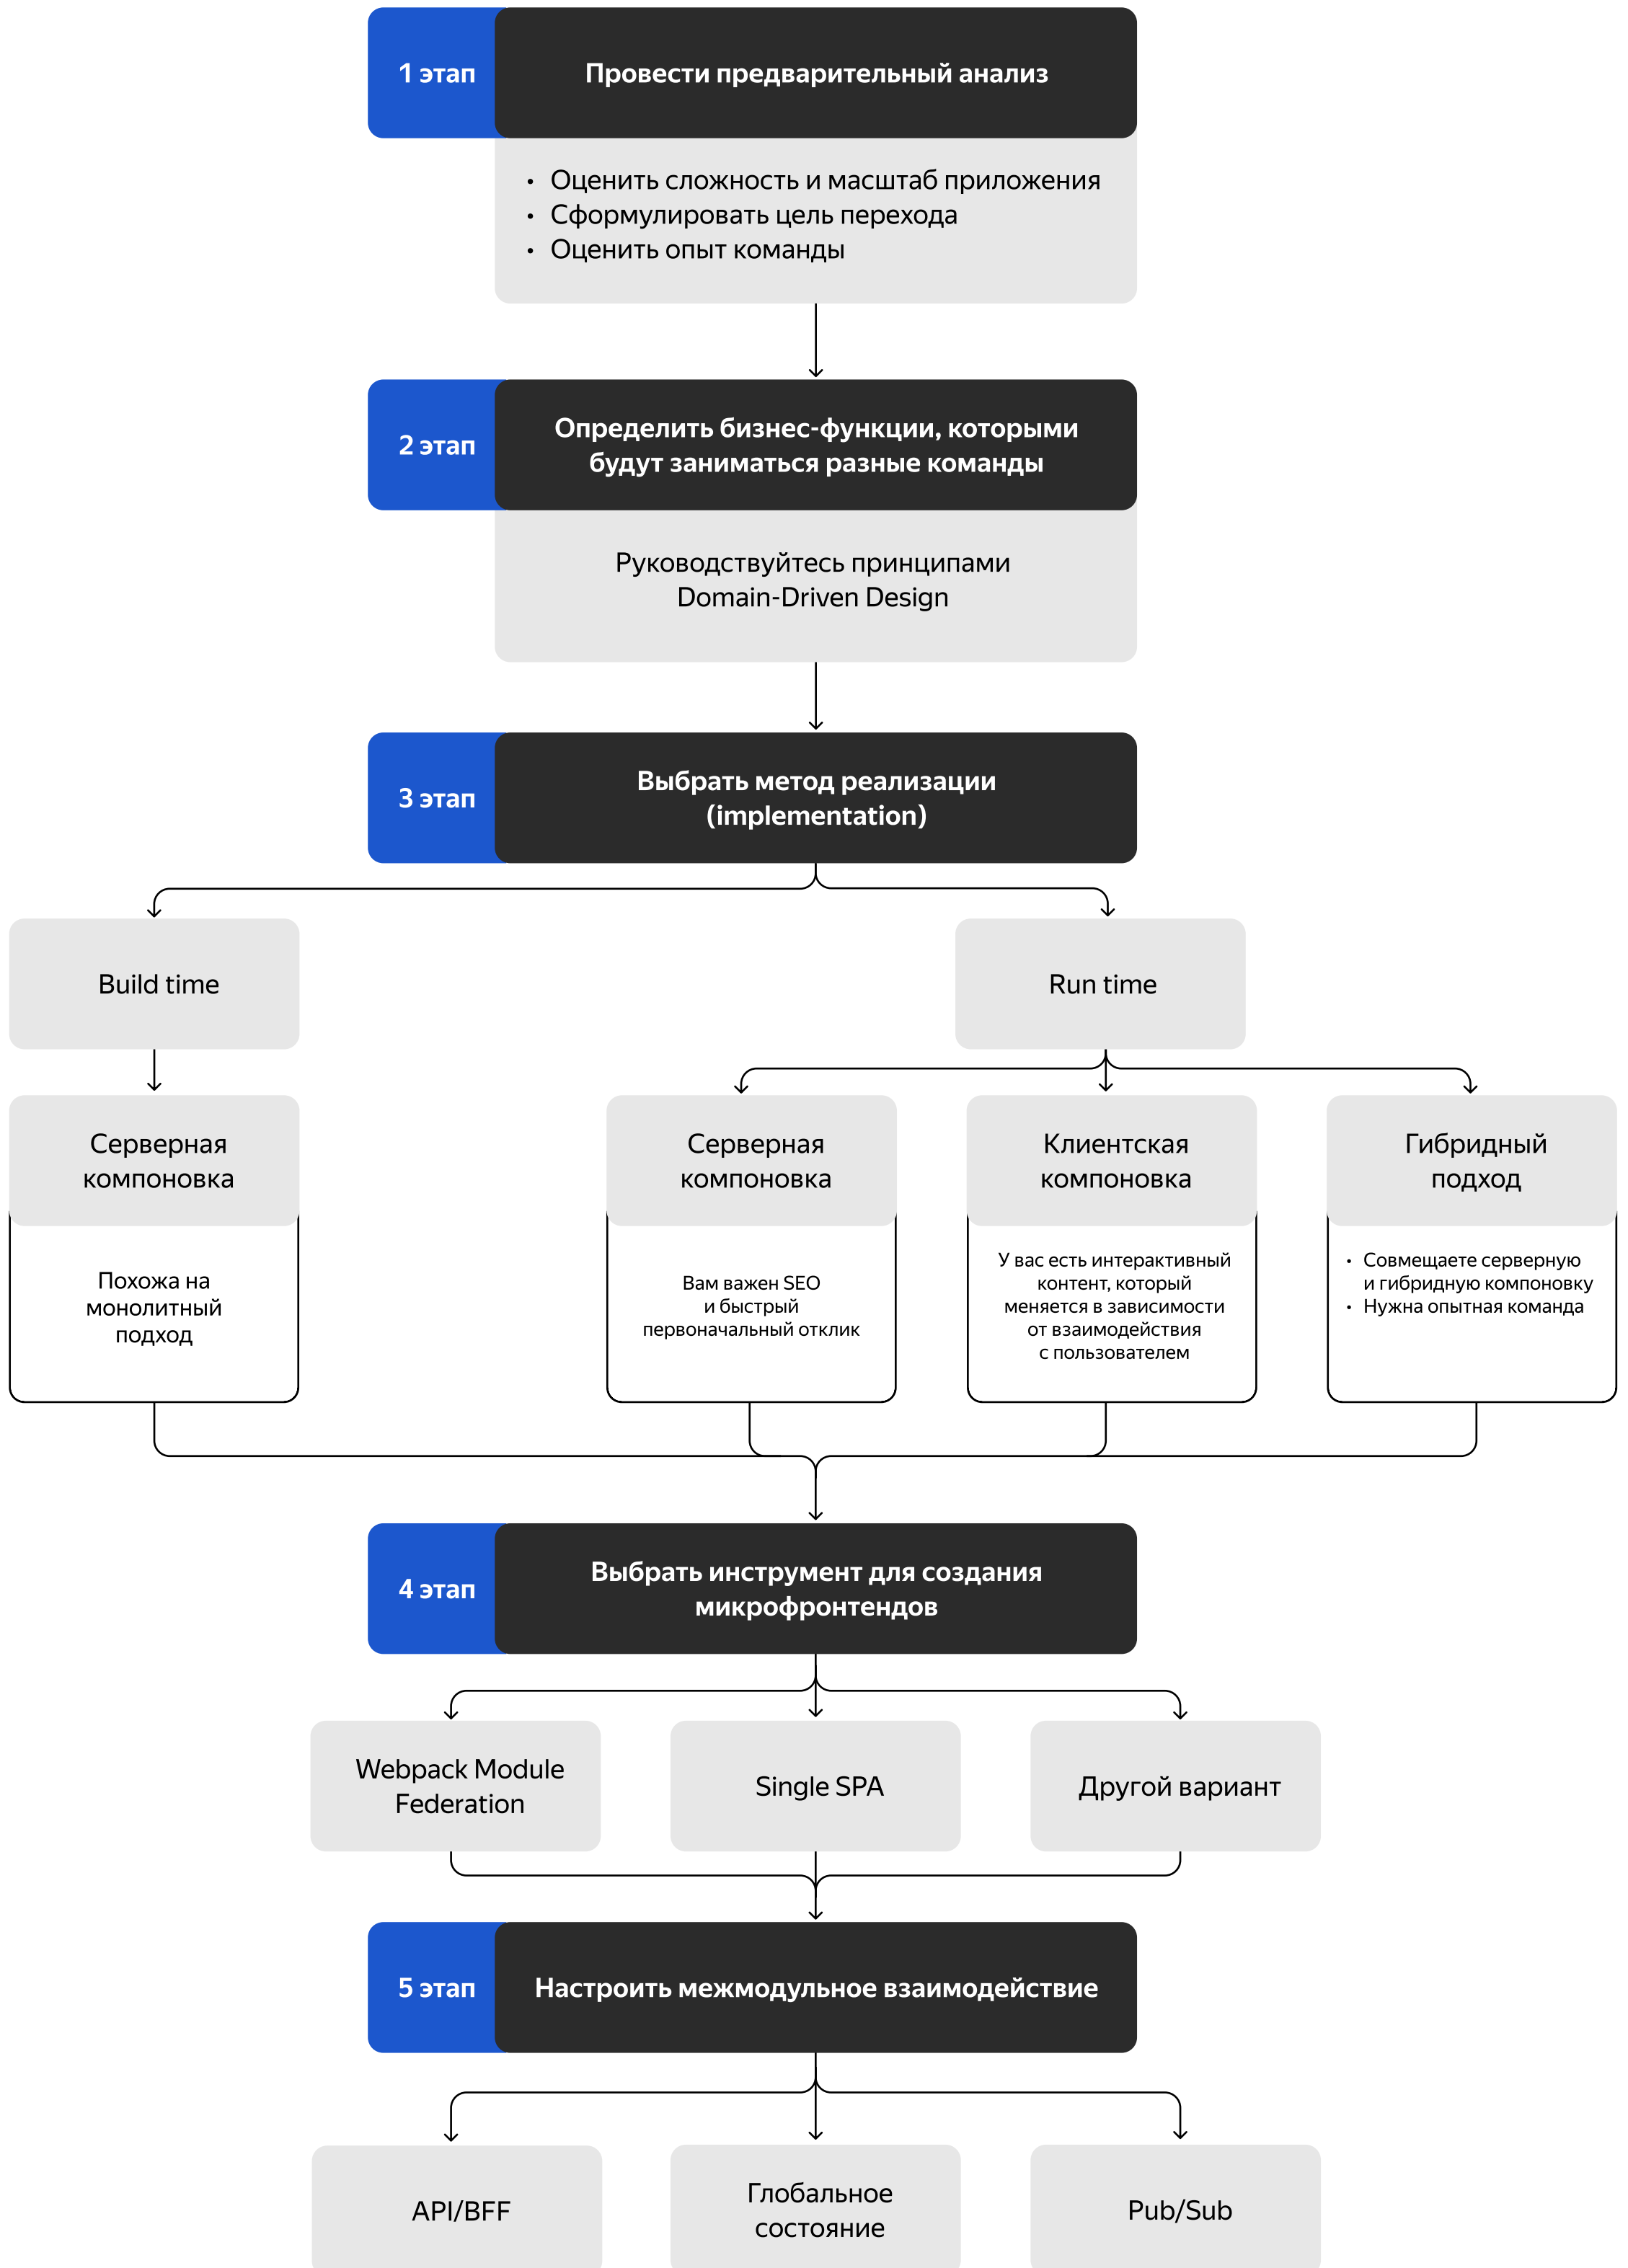 1 этап
Провести предварительный анализ
• Оценить сложность и масштаб приложения
• Сформулировать цель перехода
• Оценить опыт команды
2 этап
Определить бизнес-функции, которыми
будут заниматься разные команды
Руководствуйтесь принципами
Domain-Driven Design
3 этап
Выбрать метод реализации
(implementation)
Build time
Run time
Серверная
компоновка
Похожа на
монолитный
подход
Серверная
компоновка
Вам важен SEO
и быстрый
первоначальный отклик
Клиентская
компоновка
У вас есть интерактивный
контент, который
меняется в зависимости
от взаимодействия
с пользователем
Гибридный
подход
• Совмещаете серверную
и гибридную компоновку
• Нужна опытная команда
4 этап
Выбрать инструмент для создания
микрофронтендов
Webpack Module
Federation
Single SPA
Другой вариант
5 этап
Настроить межмодульное взаимодействие
API/BFF
Глобальное
состояние
Pub/Sub